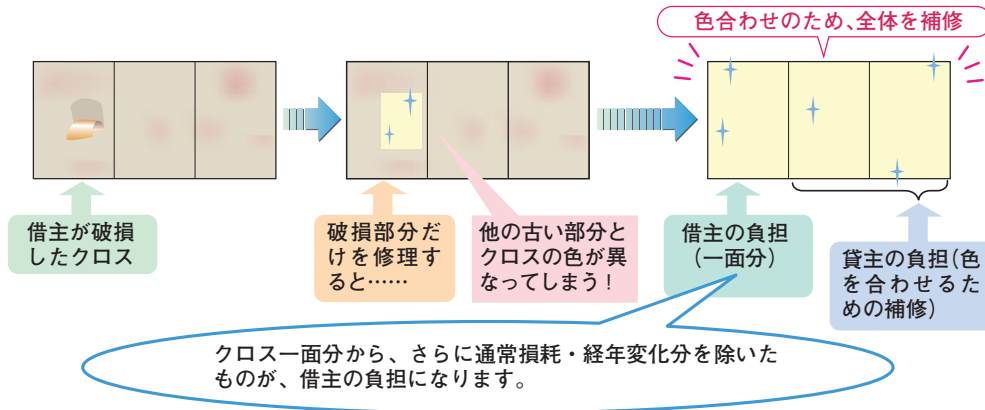 色合わせのため、全体を補修
借主が破損
したクロス
破損部分だ
けを修理す
ると……
他の古い部分と
クロスの色が異
なってしまう！
借主の負担
（一面分）
貸主の負担（色
を合わせるた
めの補修）
クロス一面分から、さらに通常損耗・経年変化分を除いた
ものが、借主の負担になります。